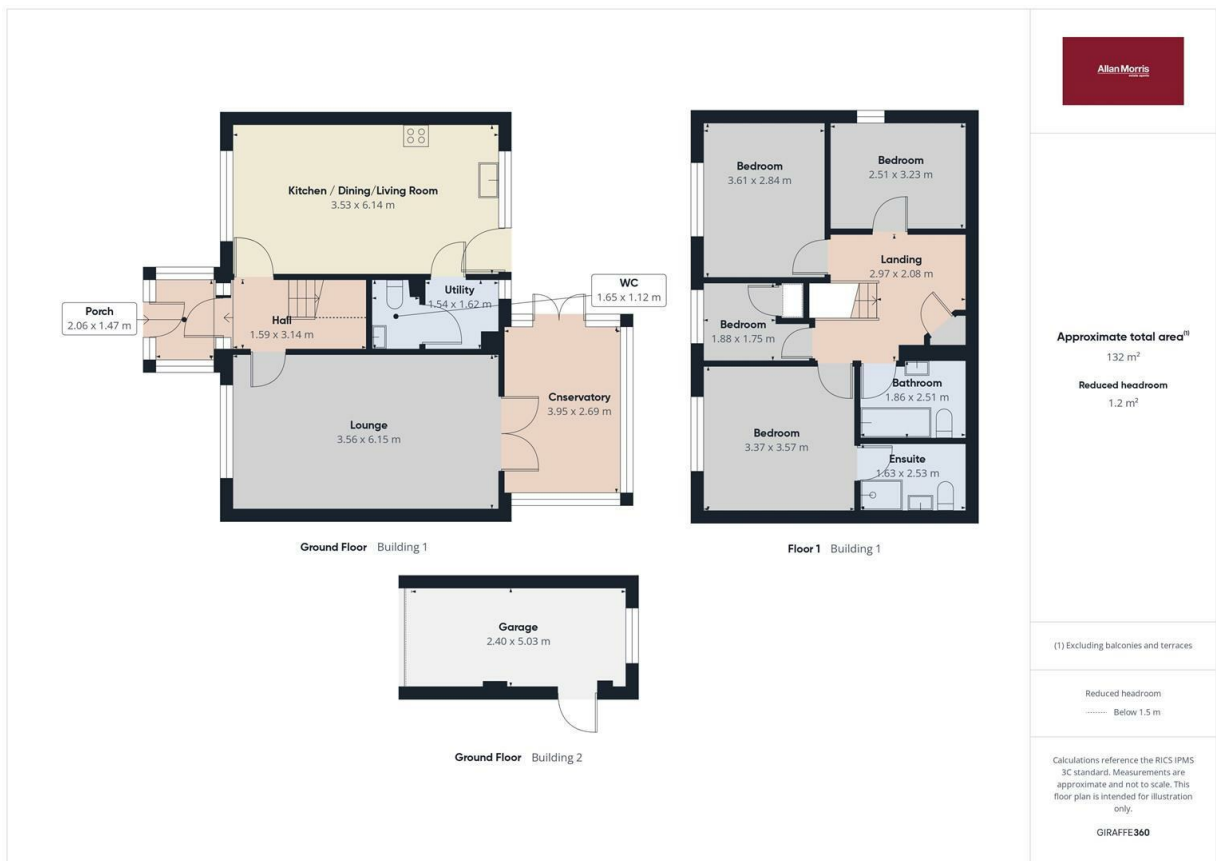 Kitchen / Dining/Living Room
3.53 x 6.14 m
Porch
2.06 x 1.47 m
Hall
1.59 x 3.14 m
Utility
1.54 x 1.62 m
WC
1.65 x 1.12 m
Lounge
3.56 x 6.15 m
Cnservatory
3.95 x 2.69 m
Ground Floor Building 1
Bedroom
3.61 x 2.84 m
Bedroom
2.51 x 3.23 m
Landing
2.97 x 2.08 m
Bedroom
1.88 x 1.75 m
Bathroom
1.86 x 2.51 m
Bedroom
3.37 x 3.57 m
Ensuite
1.63 x 2.53 m
Floor 1 Building 1
Garage
2.40 x 5.03 m
Ground Floor Building 2
Allan Morris
estate agents
Approximate total area(1)
132 m²
Reduced headroom
1.2 m²
(1) Excluding balconies and terraces
Reduced headroom
Below 1.5 m
Calculations reference the RICS IPMS
3C standard. Measurements are
approximate and not to scale. This
floor plan is intended for illustration
only.
GIRAFFE360